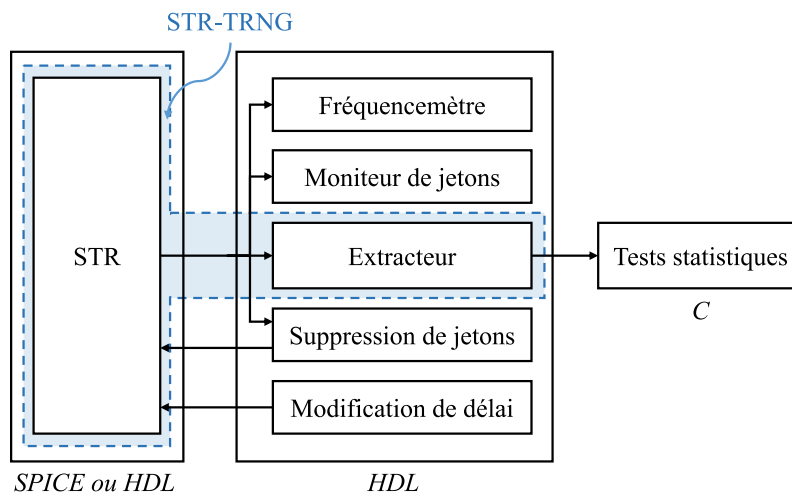 STR-TRNG
STR
Fréquencemètre
Moniteur de jetons
Extracteur
Suppression de jetons
Modification de délai
Tests statistiques
C
SPICE ou HDL
HDL